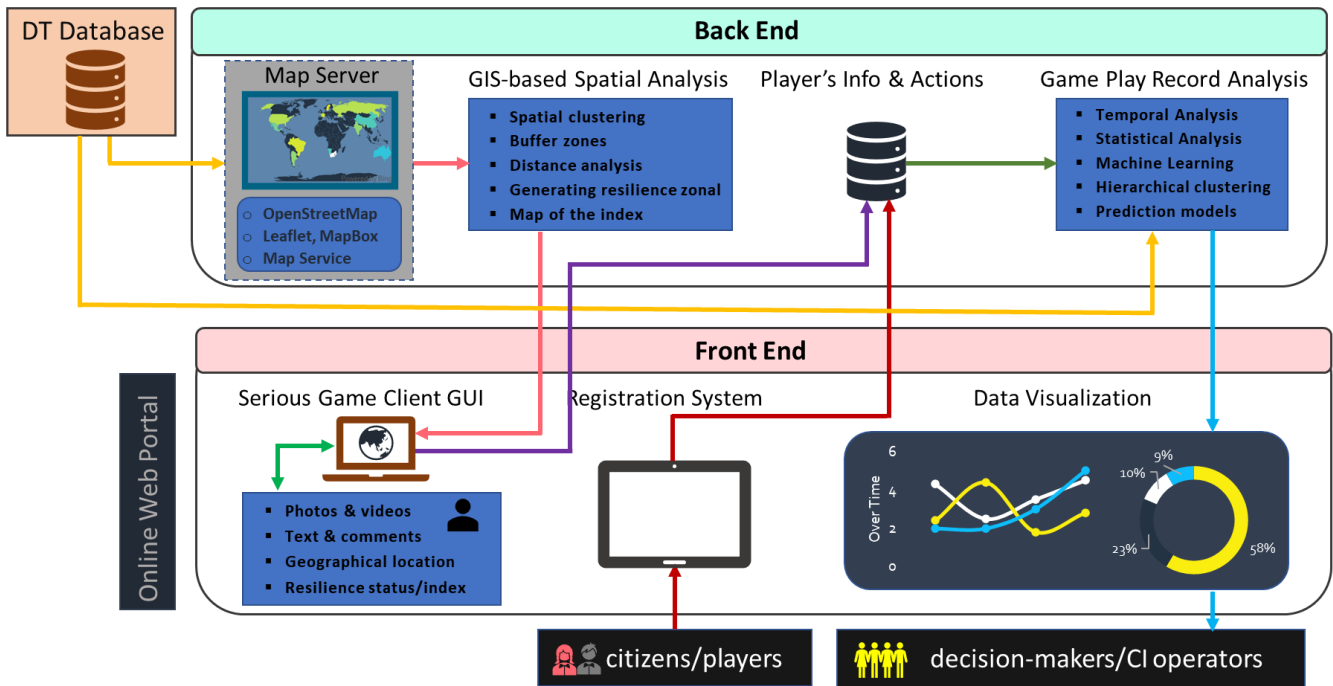 DT Database
Back End
Map Server
OpenStreetMap
Leaflet, MapBox
Map Service
GIS-based Spatial Analysis
Spatial clustering
Buffer zones
Distance analysis
Generating resilience zonal
Map of the index
Player's Info & Actions
Game Play Record Analysis
Temporal Analysis
Statistical Analysis
Machine Learning
Hierarchical clustering
Prediction models
Front End
Online Web Portal
Serious Game Client GUI
Photos & videos
Text & comments
Geographical location
Resilience status/index
Registration System
Data Visualization
Over Time
6
4
2
0
9%
10%
23%
58%
citizens/players
decision-makers/CI operators